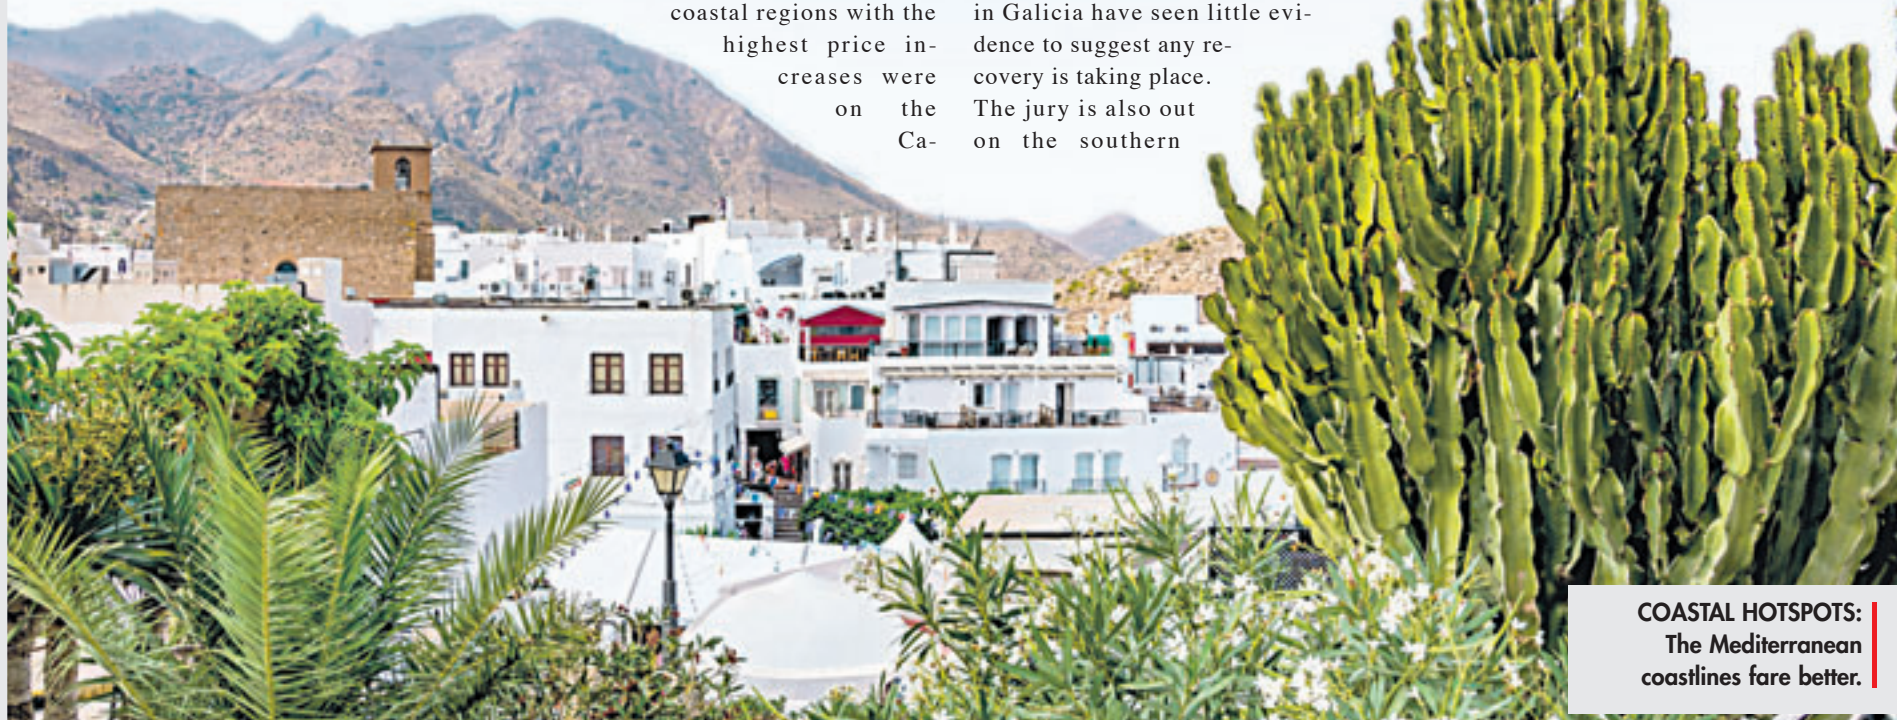 coastal regions with the
highest price in-
creases were
on the
Ca-
in Galicia have seen little evi-
dence to suggest any re-
covery is taking place.
The jury is also out
on the southern
COASTAL HOTSPOTS:
The Mediterranean
coastlines fare better.